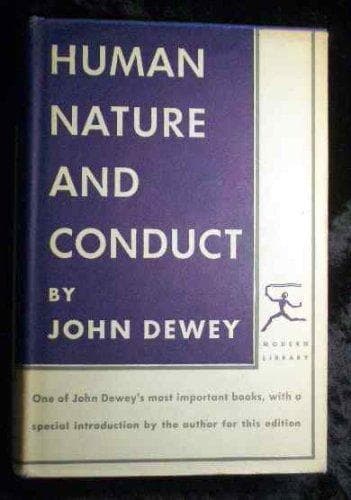 HUMAN
NATURE
AND
CONDUCT
BY
JOHN DEWEY
MODERN
LIBRARY
One of John Dewey's most important books, with a
special introduction by the author for this edition